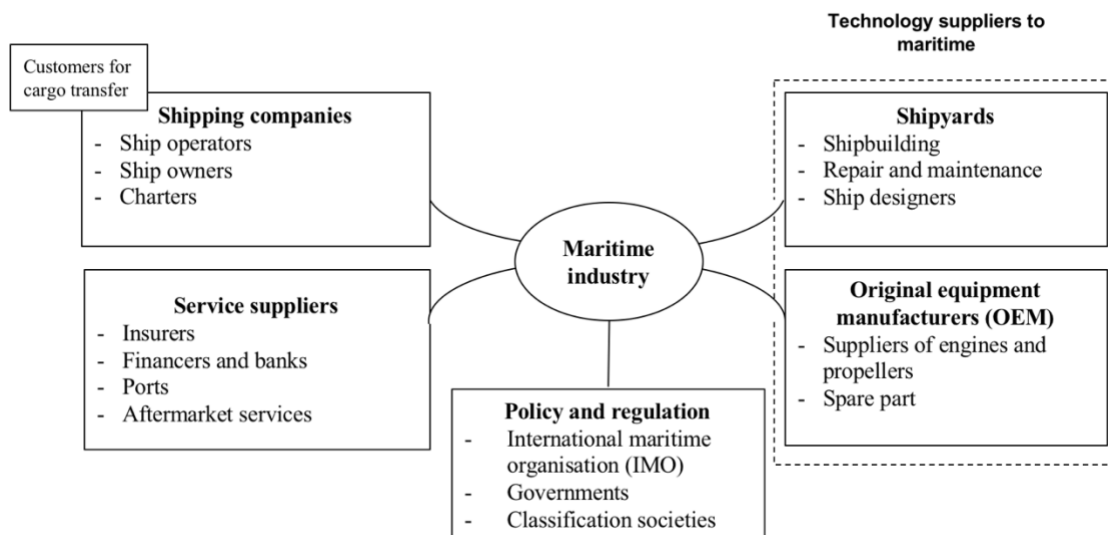 Technology suppliers to
maritime
Customers for
cargo transfer
Shipping companies
- Ship operators
- Ship owners
- Charters
Shipyards
- Shipbuilding
- Repair and maintenance
- Ship designers
Maritime
industry
Service suppliers
- Insurers
- Financers and banks
- Ports
- Aftermarket services
Original equipment
manufacturers (OEM)
- Suppliers of engines and
propellers
- Spare part
Policy and regulation
- International maritime
organisation (IMO)
- Governments
- Classification societies